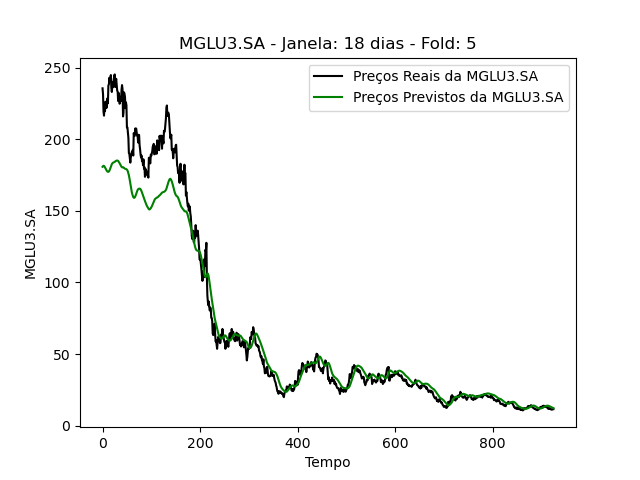 MGLU3.SA - Janela: 18 dias - Fold: 5
Preços Reais da MGLU3.SA
Preços Previstos da MGLU3.SA
250
200
150
100
50
0
MGLU3.SA
0 200 400 600 800
Tempo